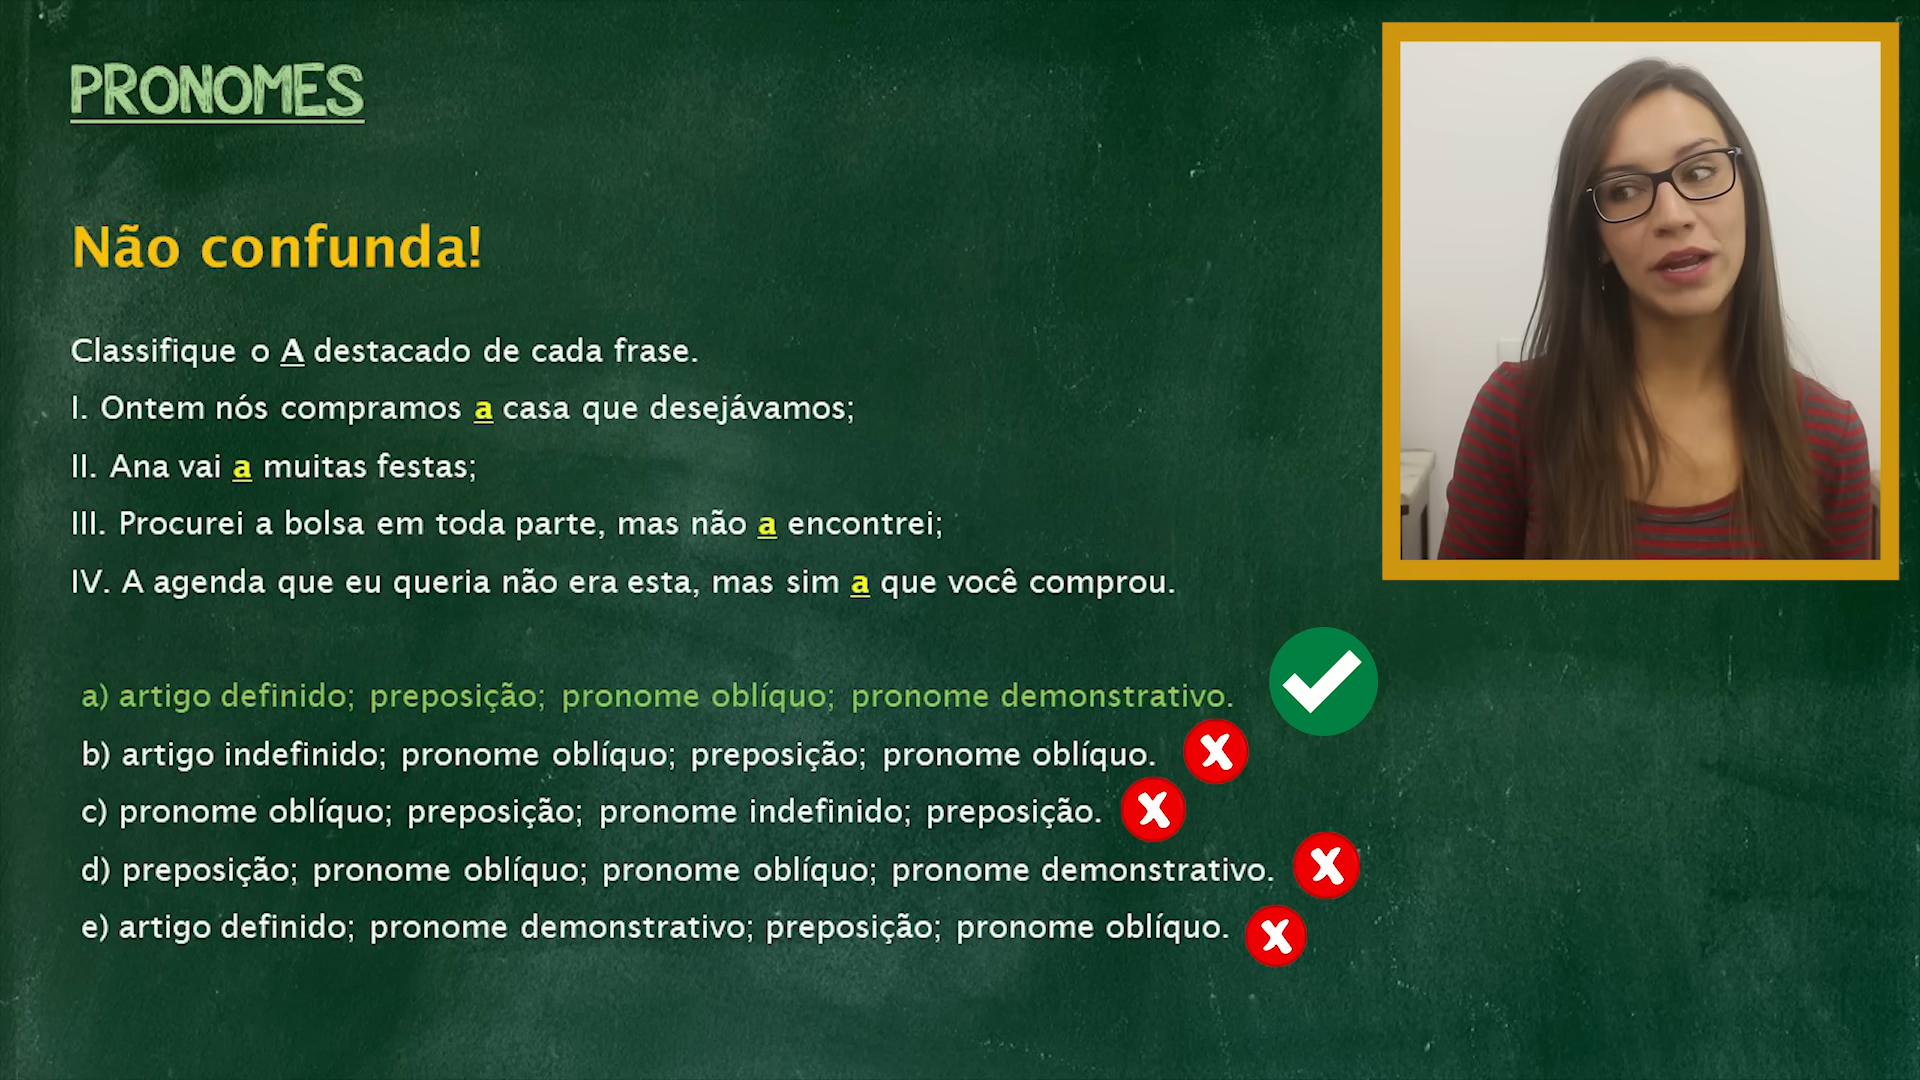 PRONOMES
Não confunda!
Classifique o A destacado de cada frase.
I. Ontem nós compramos a casa que desejávamos;
II. Ana vai a muitas festas;
III. Procurei a bolsa em toda parte, mas não a encontrei;
IV. A agenda que eu queria não era esta, mas sim a que você comprou.
a) artigo definido; preposição; pronome oblíquo; pronome demonstrativo.
b) artigo indefinido; pronome oblíquo; preposição; pronome oblíquo.
c) pronome oblíquo; preposição; pronome indefinido; preposição.
d) preposição; pronome oblíquo; pronome oblíquo; pronome demonstrativo.
e) artigo definido; pronome demonstrativo; preposição; pronome oblíquo.